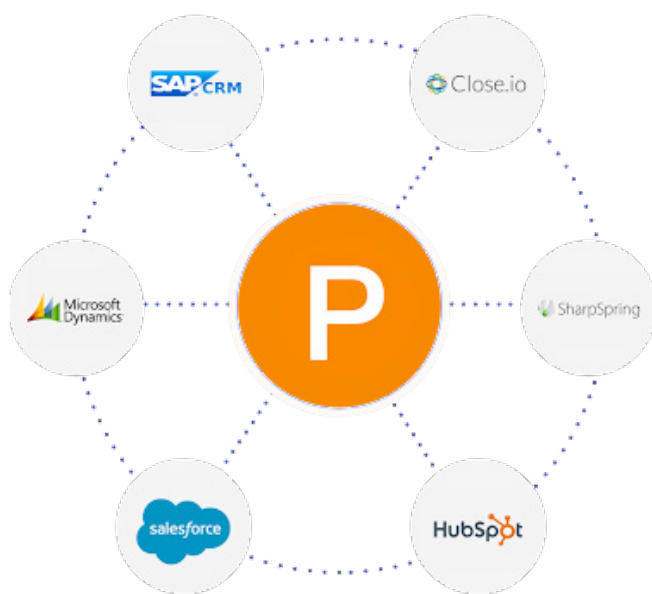 SAP CRM
Close.io
Microsoft
Dynamics
P
SharpSpring
salesforce
HubSpot